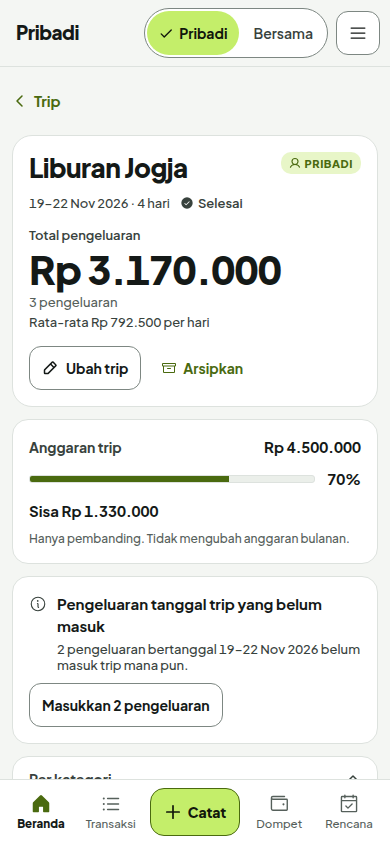 Pribadi
Pribadi
Bersama
Trip
Liburan Jogja
PRIBADI
19–22 Nov 2026 · 4 hari
Selesai
Total pengeluaran
Rp 3.170.000
3 pengeluaran
Rata-rata Rp 792.500 per hari
Ubah trip
Arsipkan
Anggaran trip
Rp 4.500.000
70%
Sisa Rp 1.330.000
Hanya pembanding. Tidak mengubah anggaran bulanan.
Pengeluaran tanggal trip yang belum
masuk
2 pengeluaran bertanggal 19–22 Nov 2026 belum
masuk trip mana pun.
Masukkan 2 pengeluaran
Per kategori
Beranda
Transaksi
Catat
Dompet
Rencana